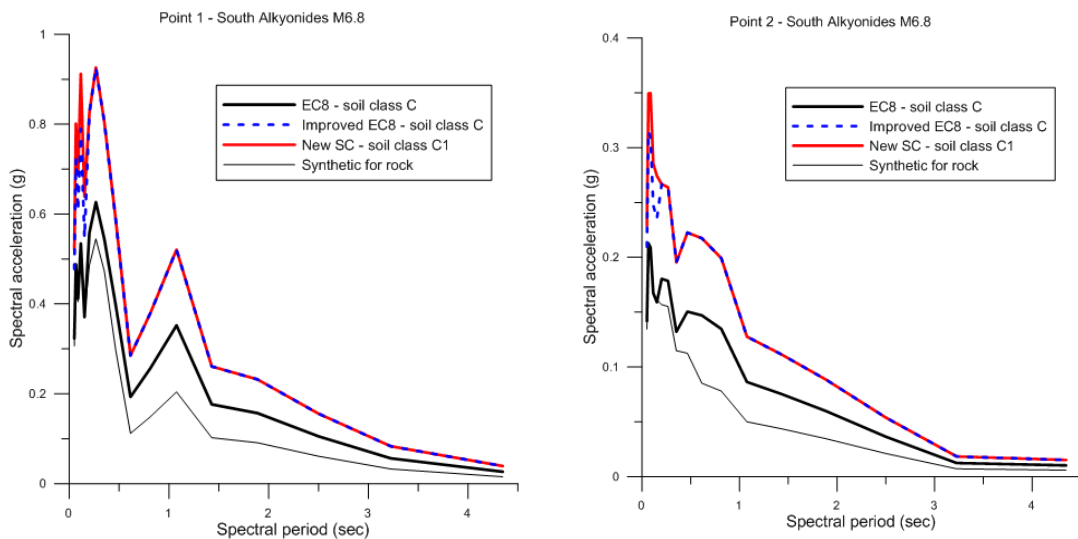 Point 1 - South Alkyonides M6.8
1
0.8
0.6
0.4
0.2
0
Spectral acceleration (g)
EC8 - soil class C
Improved EC8 - soil class C
New SC - soil class C1
Synthetic for rock
0 1 2 3 4
Spectral period (sec)
Point 2 - South Alkyonides M6.8
0.4
0.3
0.2
0.1
0
Spectral acceleration (g)
EC8 - soil class C
Improved EC8 - soil class C
New SC - soil class C1
Synthetic for rock
0 1 2 3 4
Spectral period (sec)